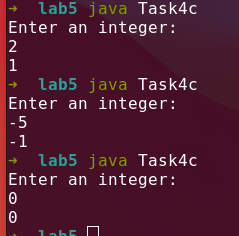 ➜  lab5 java Task4c
Enter an integer:
2
1
➜  lab5 java Task4c
Enter an integer:
-5
-1
➜  lab5 java Task4c
Enter an integer:
0
0
➜  lab5